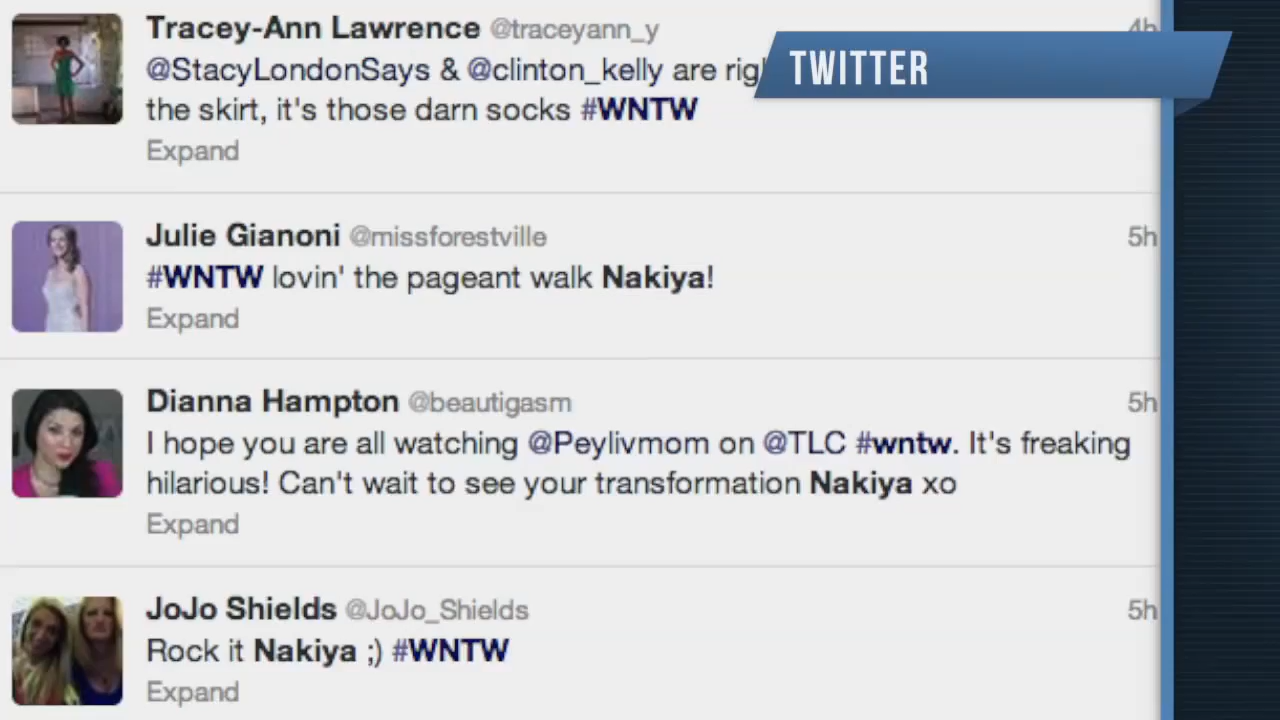 Tracey-Ann Lawrence @traceyann_y 4h
TWITTER
@StacyLondonSays & @clinton_kelly are
the skirt, it's those darn socks #WNTW
Expand
Julie Gianoni @missforestville 5h
#WNTW lovin' the pageant walk Nakiya!
Expand
Dianna Hampton @beautigasm 5h
I hope you are all watching @Peylivmom on @TLC #wntw. It's freaking
hilarious! Can't wait to see your transformation Nakiya xo
Expand
JoJo Shields @JoJo_Shields 5h
Rock it Nakiya ;) #WNTW
Expand